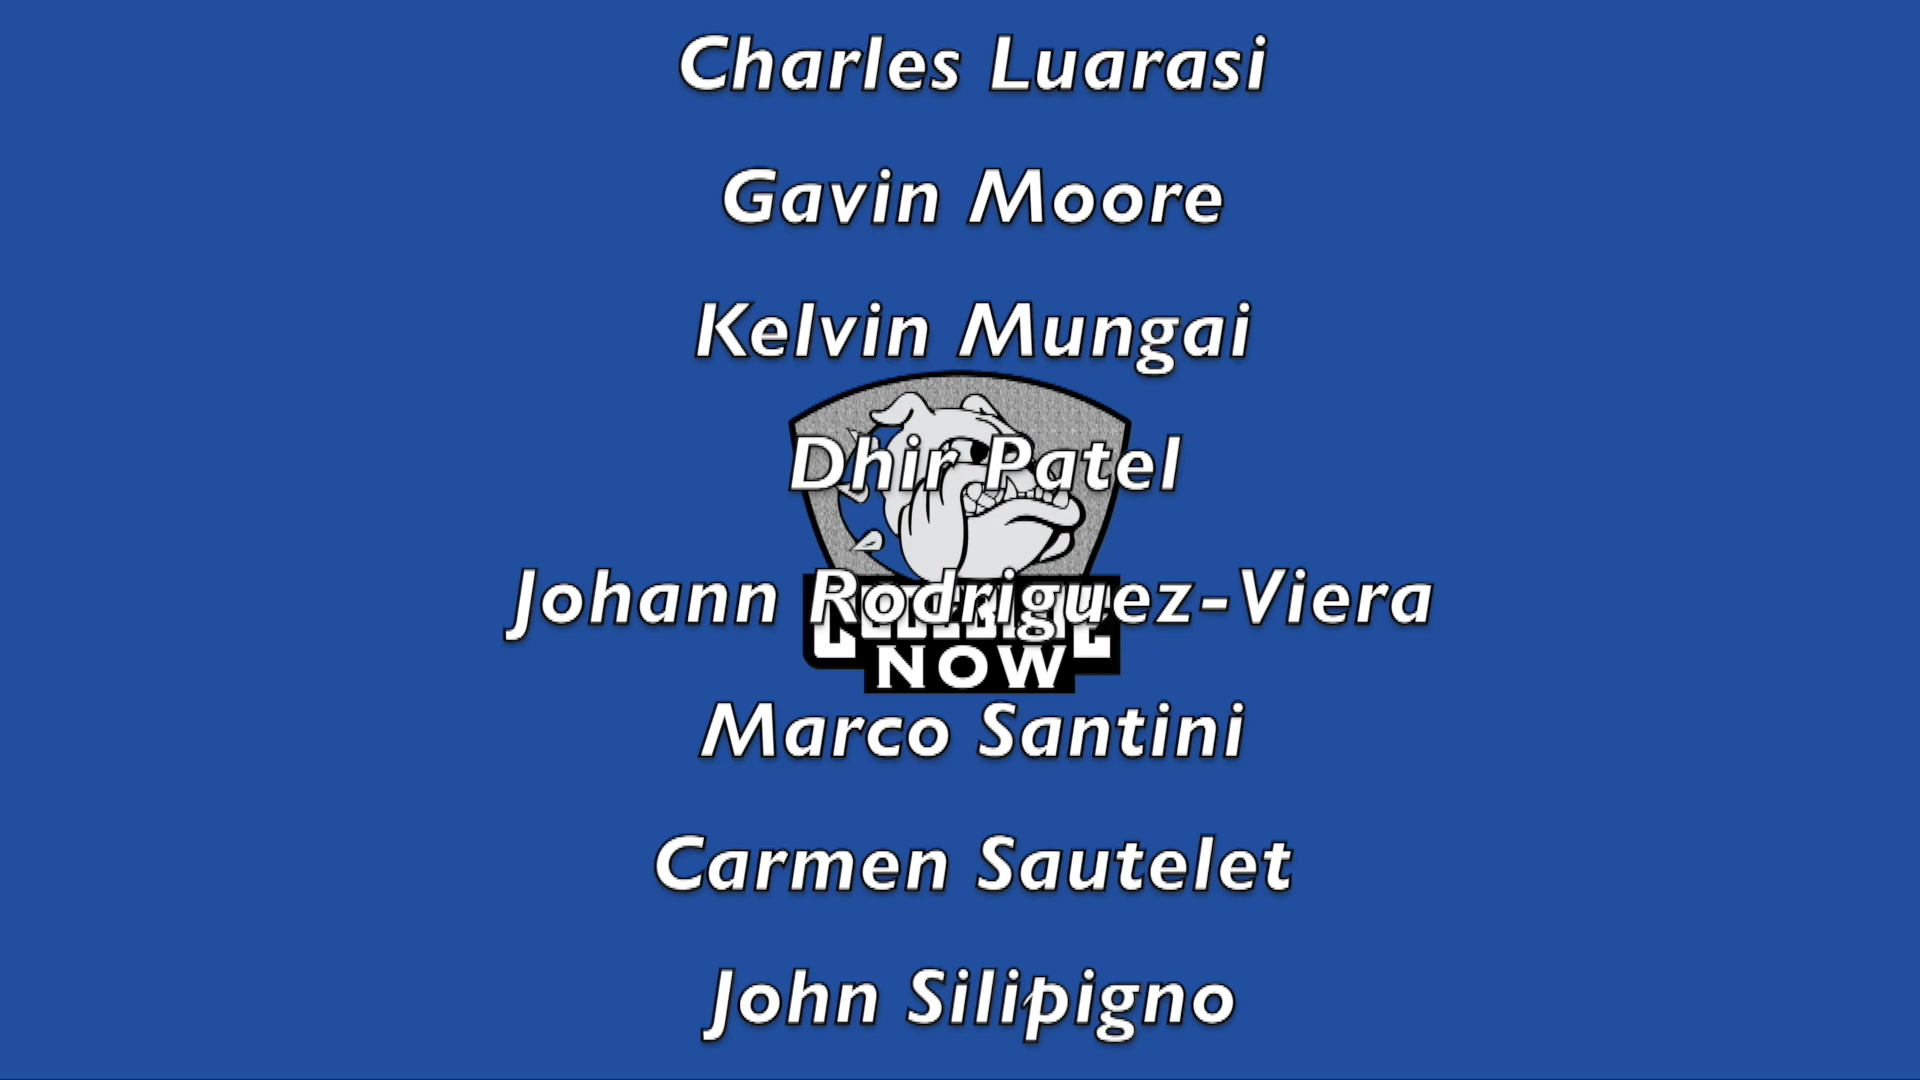 Charles Luarasi
Gavin Moore
Kelvin Mungai
Dhir Patel
Johann Rodriguez-Viera
NOW
Marco Santini
Carmen Sautelet
John Silipigno